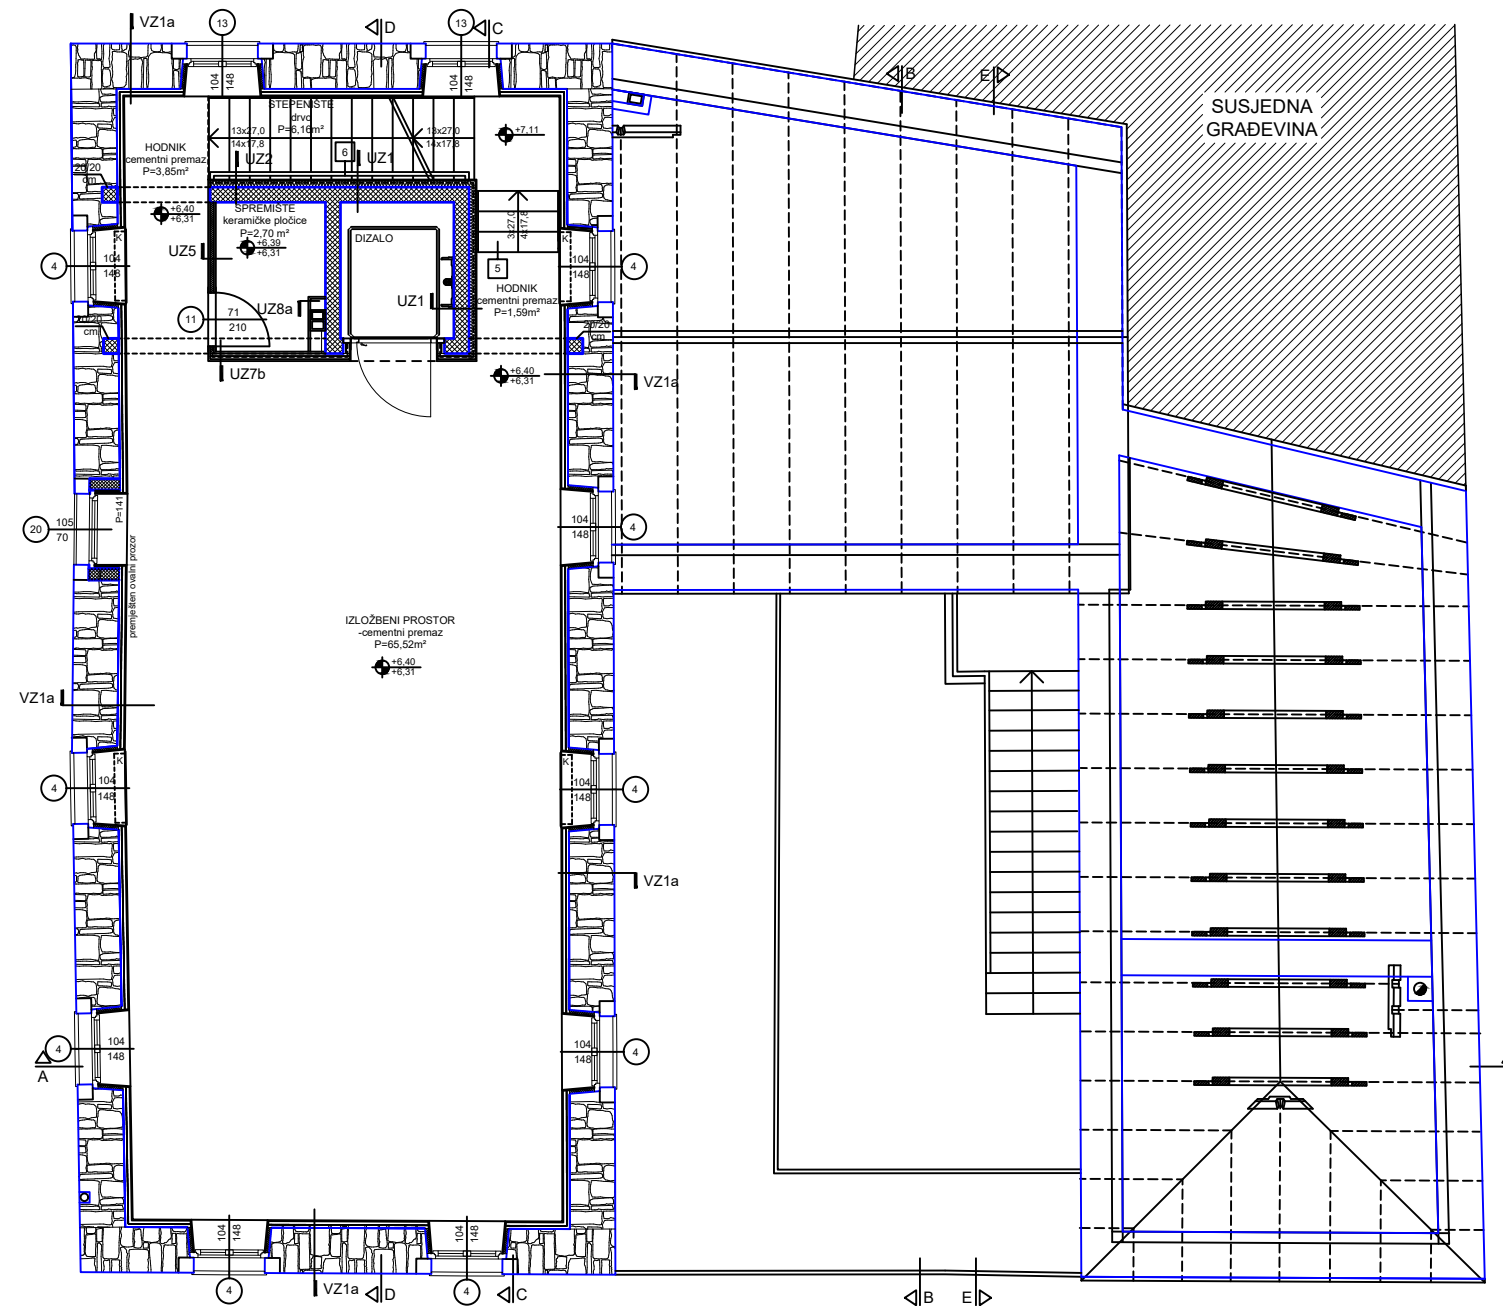 VZ1a
13
D
13
C
104
148
104
148
B
E
SUSJEDNA
GRAĐEVINA
STEPENIŠTE
drvo
P=6,16m²
13x27,0
14x17,8
13x27,0
14x17,8
+7,11
HODNIK
cementni premaz
P=3,85m²
UZ2
6
UZ1
20/20
cm
+6,40
+6,31
SPREMIŠTE
keramičke pločice
P=2,70 m²
+6,39
+6,31
UZ5
DIZALO
3x27,0
4x17,8
K
K
4
104
148
104
148
4
5
HODNIK
cementni premaz
P=1,59m²
UZ8a
UZ1
11
71
210
20/20
cm
20/20
cm
UZ7b
+6,40
+6,31
VZ1a
20
105
70
P=141
104
148
4
premješten ovalni prozor
IZLOŽBENI PROSTOR
-cementni premaz
P=65,52m²
+6,40
+6,31
VZ1a
K
K
4
104
148
104
148
4
VZ1a
4
104
148
104
148
4
A
104
148
104
148
4
VZ1a
D
4
C
B
E